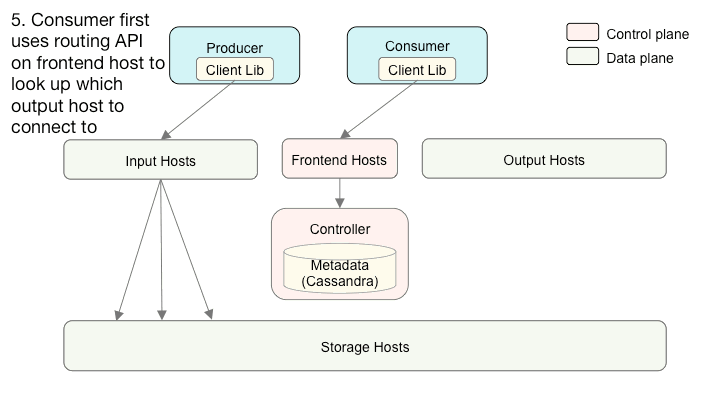 5. Consumer first
uses routing API
on frontend host to
look up which
output host to
connect to
Producer
Client Lib
Consumer
Client Lib
Control plane
Data plane
Input Hosts
Frontend Hosts
Output Hosts
Controller
Metadata
(Cassandra)
Storage Hosts